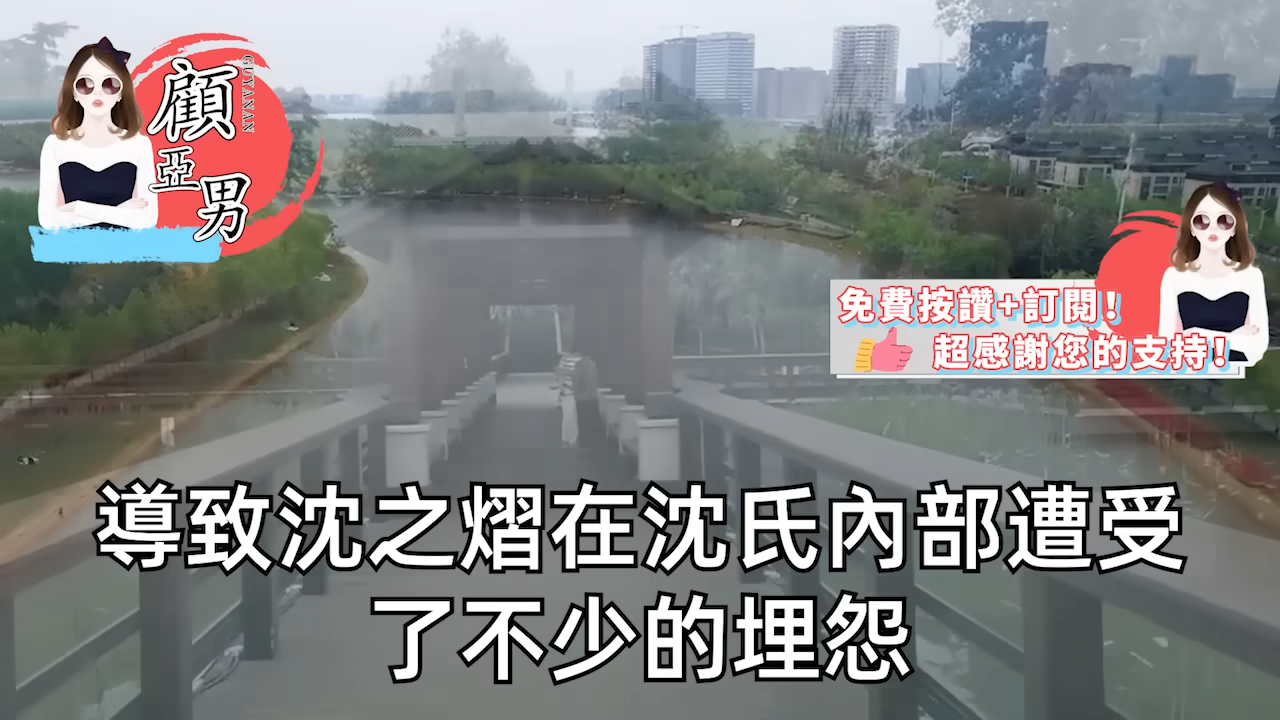 顧亞男
GUYANAN
免費按讚+訂閱!
超感謝您的支持!
導致沈之熠在沈氏內部遭受
了不少的埋怨